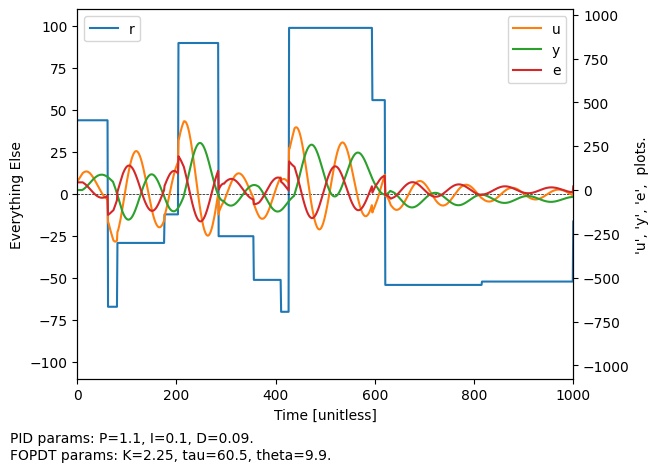 100
75
50
25
0
−25
−50
−75
−100
Everything Else
r
u
y
e
1000
750
500
250
0
−250
−500
−750
−1000
'u', 'y', 'e', plots.
0 200 400 600 800 1000
Time [unitless]
PID params: P=1.1, I=0.1, D=0.09.
FOPDT params: K=2.25, tau=60.5, theta=9.9.